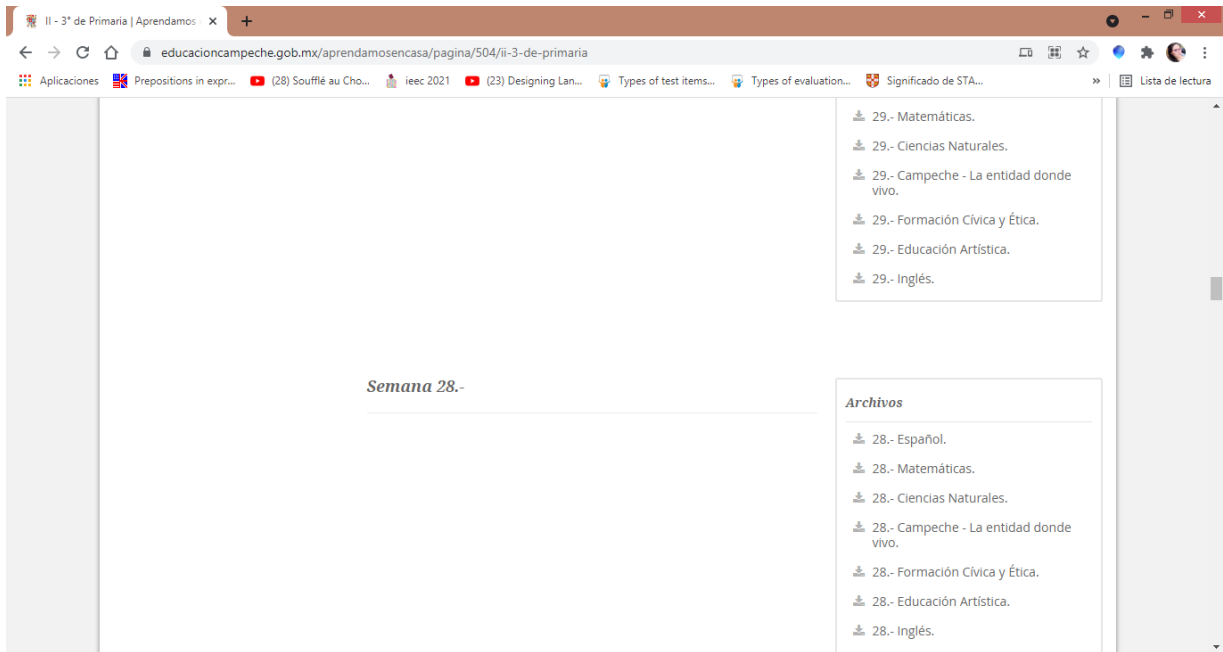 II - 3° de Primaria | Aprendamos
educacioncampeche.gob.mx/aprendamosencasa/pagina/504/ii-3-de-primaria
Aplicaciones Prepositions in expr... (28) Soufflé au Cho... ieec 2021 (23) Designing Lan... Types of test items... Types of evaluation... Significado de STA... » Lista de lectura
29.- Matemáticas.
29.- Ciencias Naturales.
29.- Campeche - La entidad donde
vivo.
29.- Formación Cívica y Ética.
29.- Educación Artística.
29.- Inglés.
Semana 28.-
Archivos
28.- Español.
28.- Matemáticas.
28.- Ciencias Naturales.
28.- Campeche - La entidad donde
vivo.
28.- Formación Cívica y Ética.
28.- Educación Artística.
28.- Inglés.